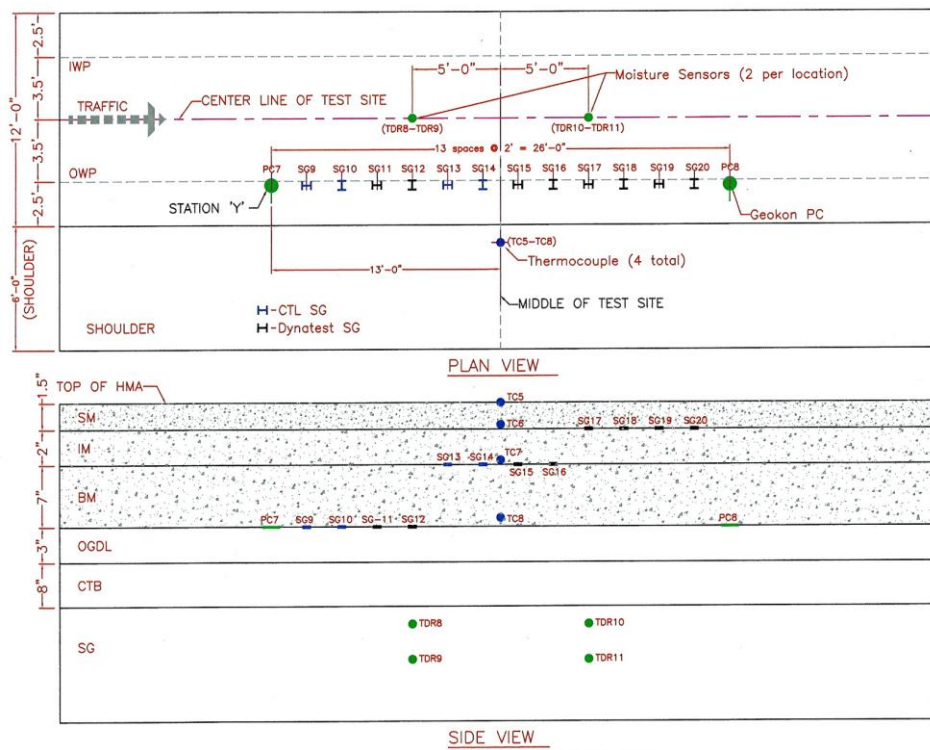 12'-0"
2.5'
3.5'
3.5'
2.5'
6'-0"
(SHOULDER)
IWP
5'-0"
5'-0"
Moisture Sensors (2 per location)
TRAFFIC
CENTER LINE OF TEST SITE
(TDR8-TDR9)
(TDR10-TDR11)
13 spaces @ 2' = 26'-0"
OWP
PC7 SG9 SG10 SG11 SG12 SG13 SG14 SG15 SG16 SG17 SG18 SG19 SG20 PC8
STATION 'Y'
Geokon PC
(TC5-TC8)
Thermocouple (4 total)
13'-0"
MIDDLE OF TEST SITE
H-CTL SG
H-Dynatest SG
SHOULDER
PLAN VIEW
TOP OF HMA
1.5"
TC5
SM
TC6
SG17 SG18 SG19 SG20
2"
IM
SG13 SG14 TC7
SG15 SG16
7"
BM
PC7 SG9 SG10 SG-11 SG12 TC8 PC8
3"
OGDL
8"
CTB
SG
TDR8 TDR10
TDR9 TDR11
SIDE VIEW